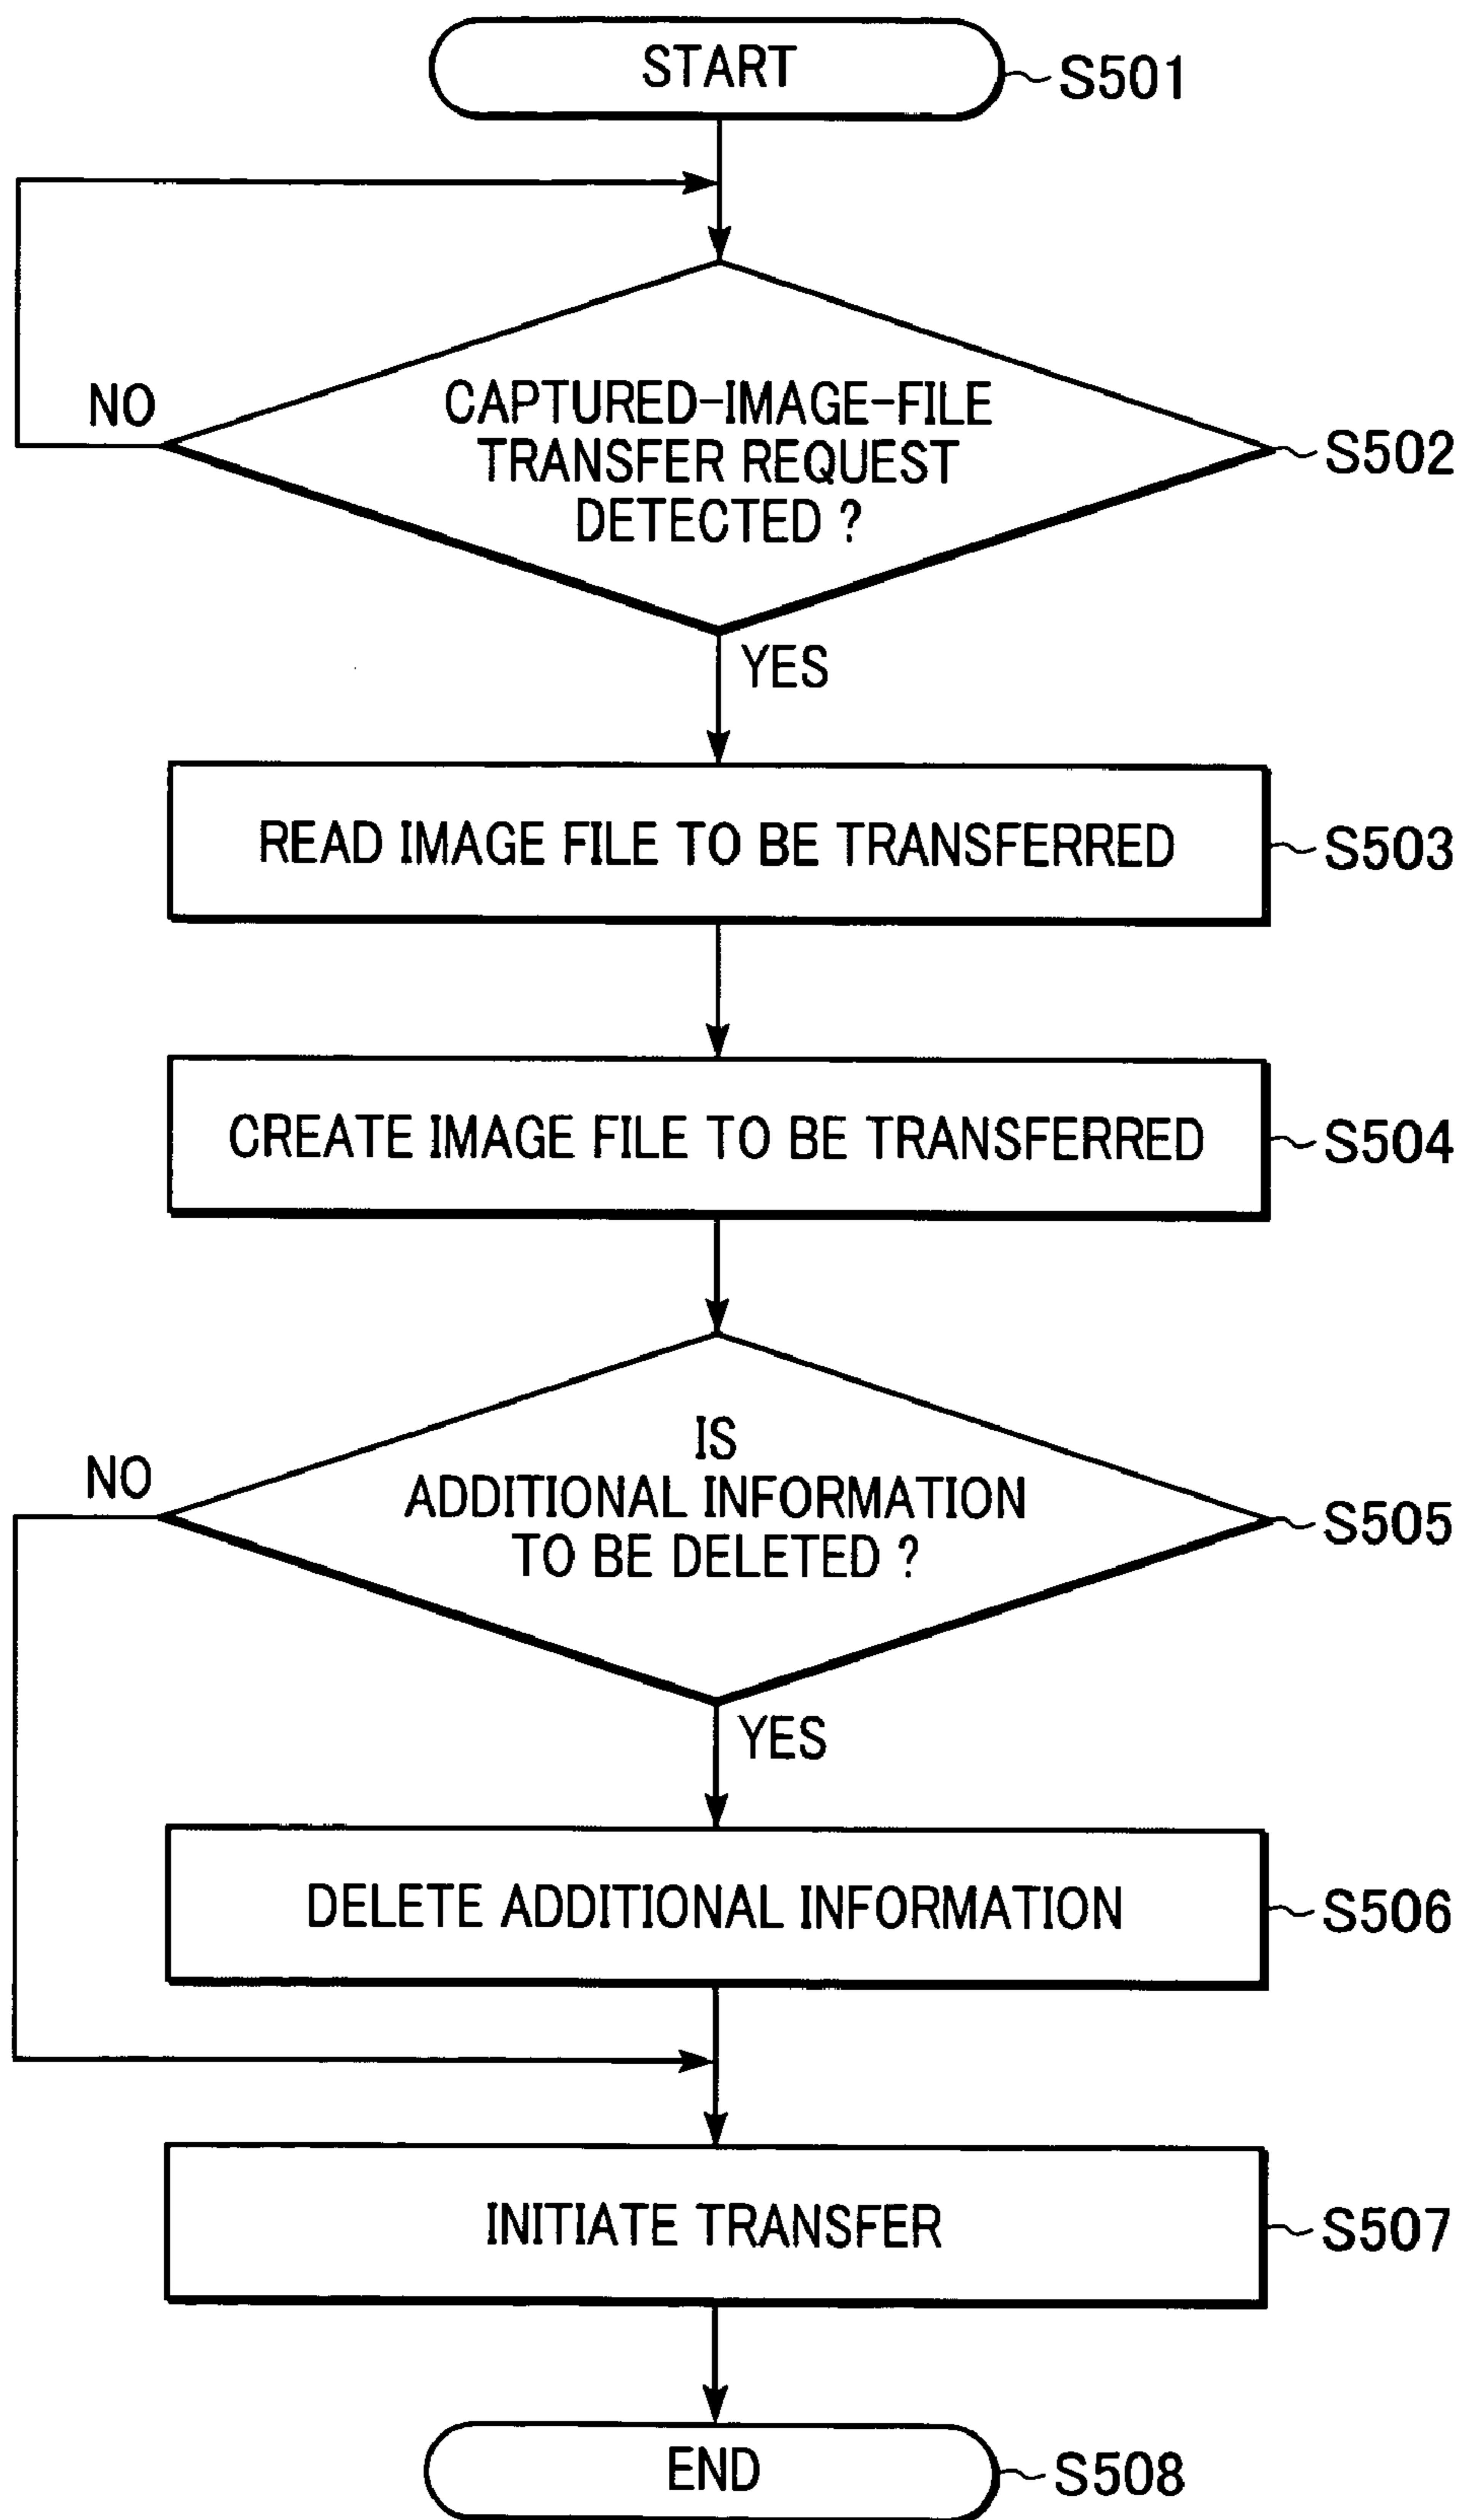 START
S501
NO
CAPTURED-IMAGE-FILE
TRANSFER REQUEST
DETECTED ?
S502
YES
READ IMAGE FILE TO BE TRANSFERRED
S503
CREATE IMAGE FILE TO BE TRANSFERRED
S504
NO
IS
ADDITIONAL INFORMATION
TO BE DELETED ?
S505
YES
DELETE ADDITIONAL INFORMATION
S506
INITIATE TRANSFER
S507
END
S508